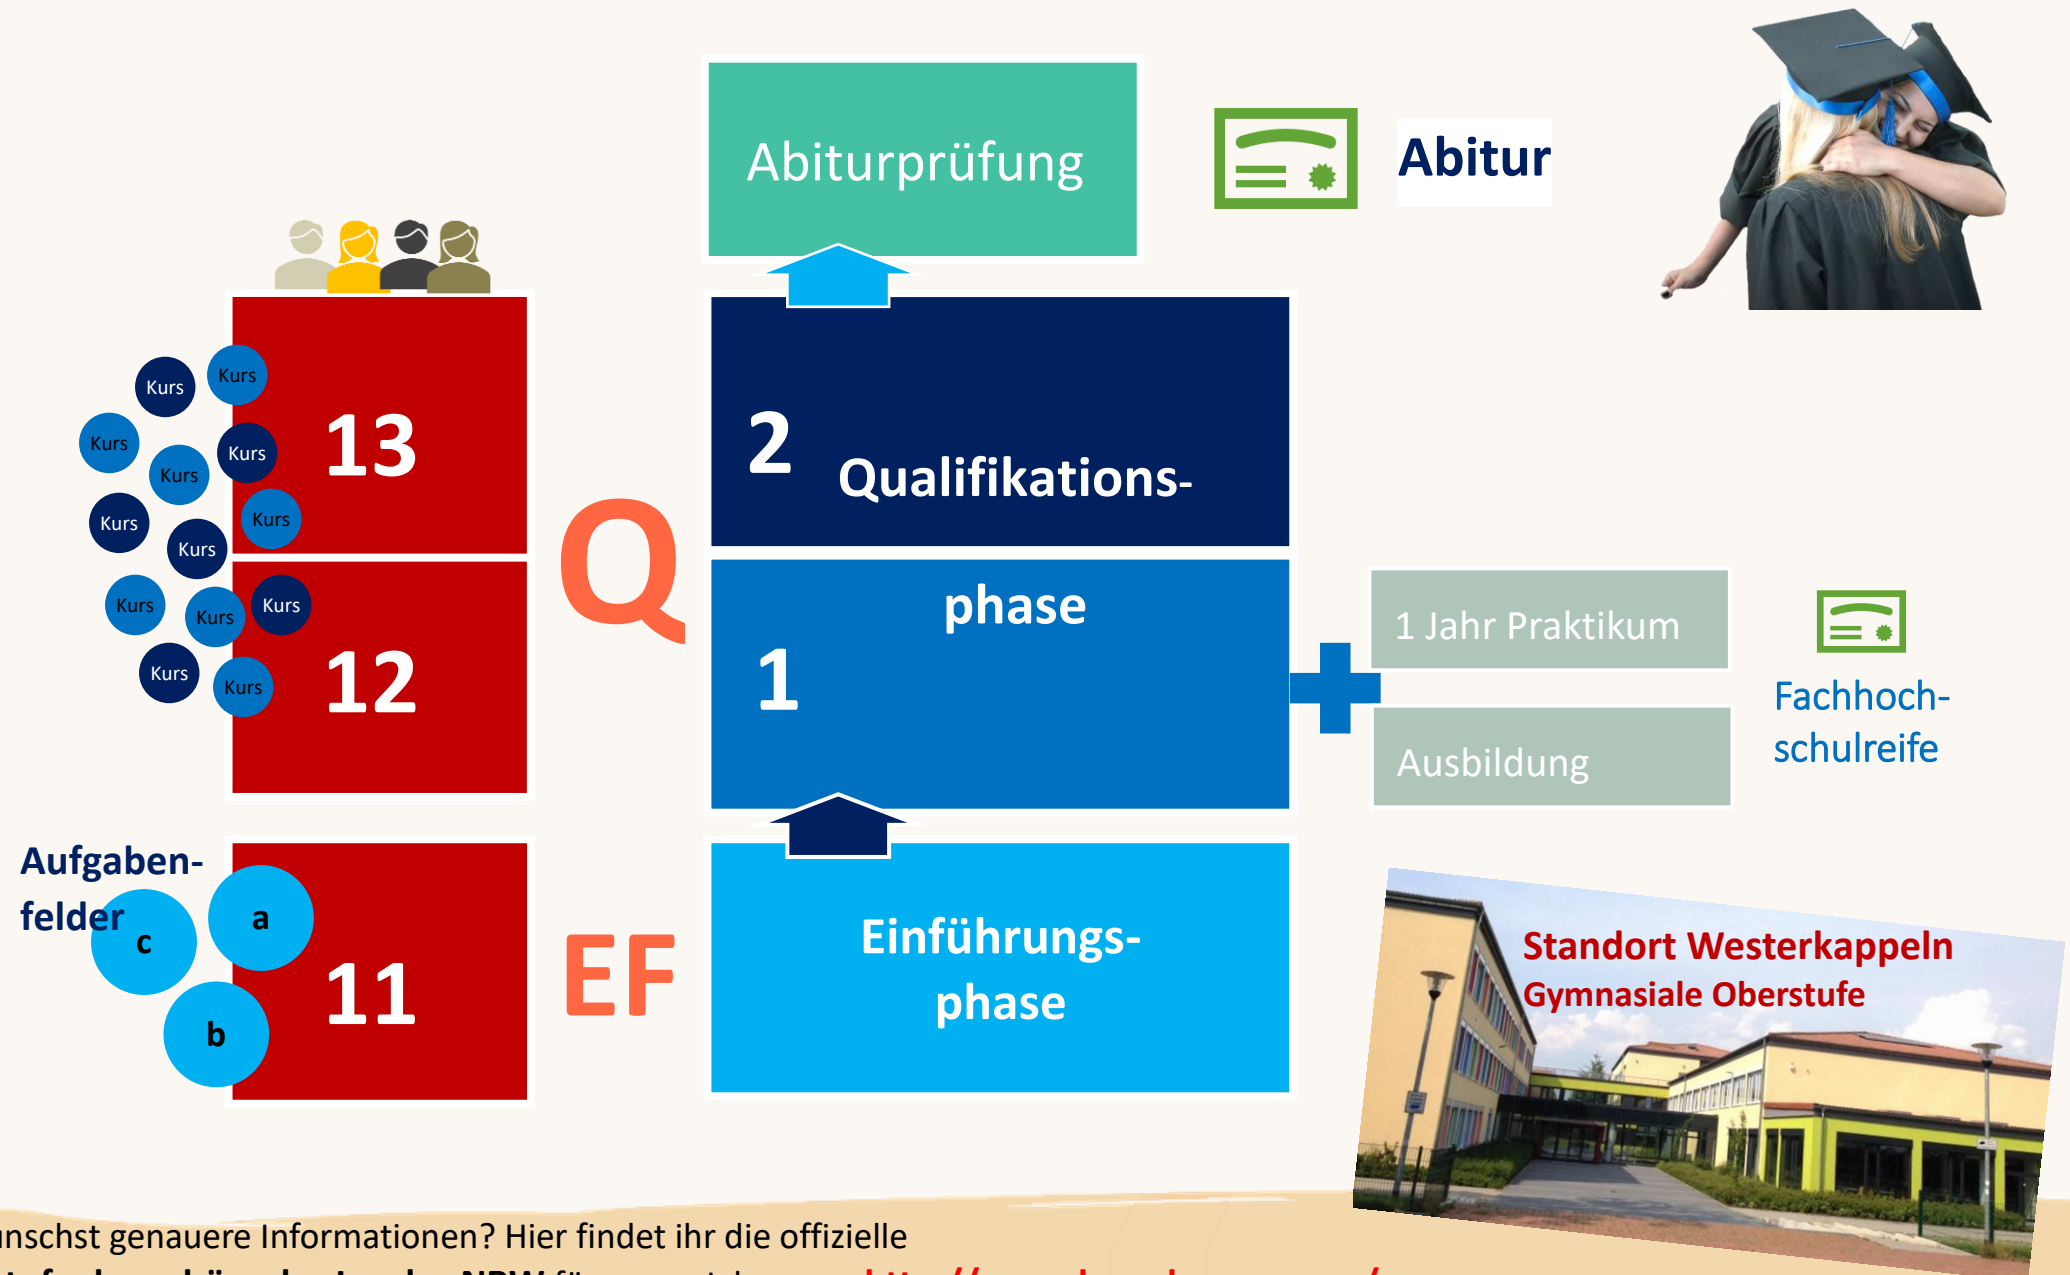 Abiturprüfung
Abitur
13
Kurs
Kurs
Kurs
Kurs
Kurs
Kurs
Kurs
Kurs
12
Kurs
Kurs
Kurs
Kurs
Kurs
Q
2
Qualifikations-
phase
1
1 Jahr Praktikum
Ausbildung
Fachhoch-
schulreife
Aufgaben-
felder
a
c
b
11
EF
Einführungs-
phase
Standort Westerkappeln
Gymnasiale Oberstufe
genauere Informationen? Hier findet ihr die offizielle